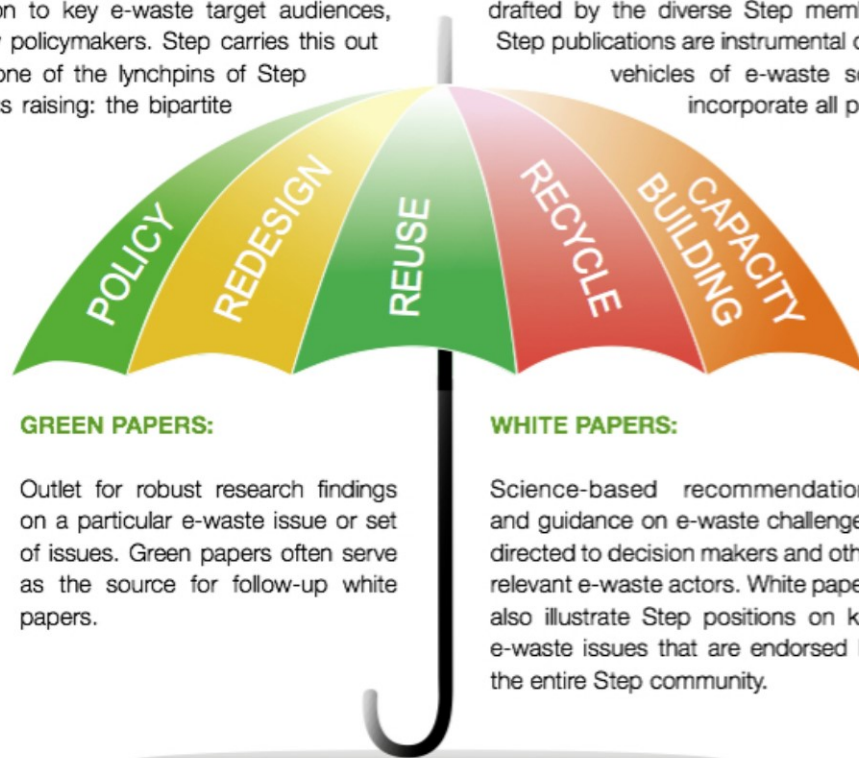 on to key e-waste target audiences,
policymakers. Step carries this out
one of the lynchpins of Step
raising: the bipartite
drafted by the diverse Step
Step publications are instrumental
vehicles of e-waste
incorporate all
POLICY
REDESIGN
REUSE
RECYCLE
CAPACITY
BUILDING
GREEN PAPERS:
Outlet for robust research findings
on a particular e-waste issue or set
of issues. Green papers often serve
as the source for follow-up white
papers.
WHITE PAPERS:
Science-based recommendation
and guidance on e-waste challenge
directed to decision makers and oth
relevant e-waste actors. White pape
also illustrate Step positions on k
e-waste issues that are endorsed
the entire Step community.